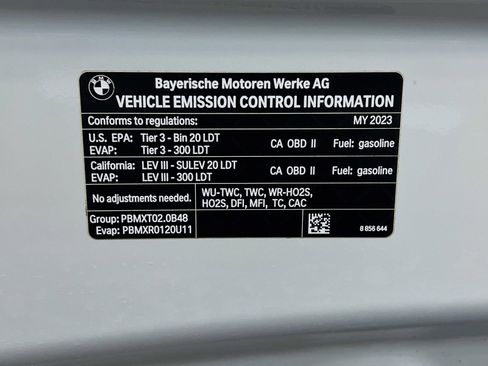 BMW
Bayerische Motoren Werke AG
VEHICLE EMISSION CONTROL INFORMATION
Conforms to regulations: MY 2023
U.S. EPA: Tier 3 - Bin 20 LDT CA OBD II Fuel: gasoline
EVAP: Tier 3 - 300 LDT
California: LEV III - SULEV 20 LDT CA OBD II Fuel: gasoline
EVAP: LEV III - 300 LDT
No adjustments needed. WU-TWC, TWC, WR-HO2S,
HO2S, DFI, MFI, TC, CAC
Group: PBMXT02.0B48
Evap: PBMXR0120U11 8 856 644